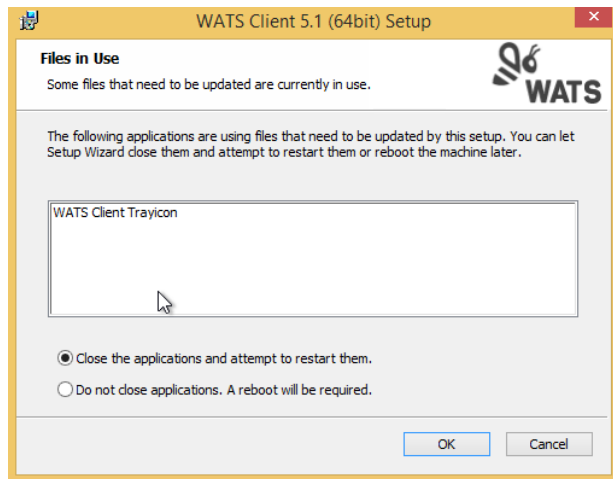 WATS Client 5.1 (64bit) Setup
Files in Use
Some files that need to be updated are currently in use.
WATS
The following applications are using files that need to be updated by this setup. You can let
Setup Wizard close them and attempt to restart them or reboot the machine later.
WATS Client Trayicon
Close the applications and attempt to restart them.
Do not close applications. A reboot will be required.
OK
Cancel